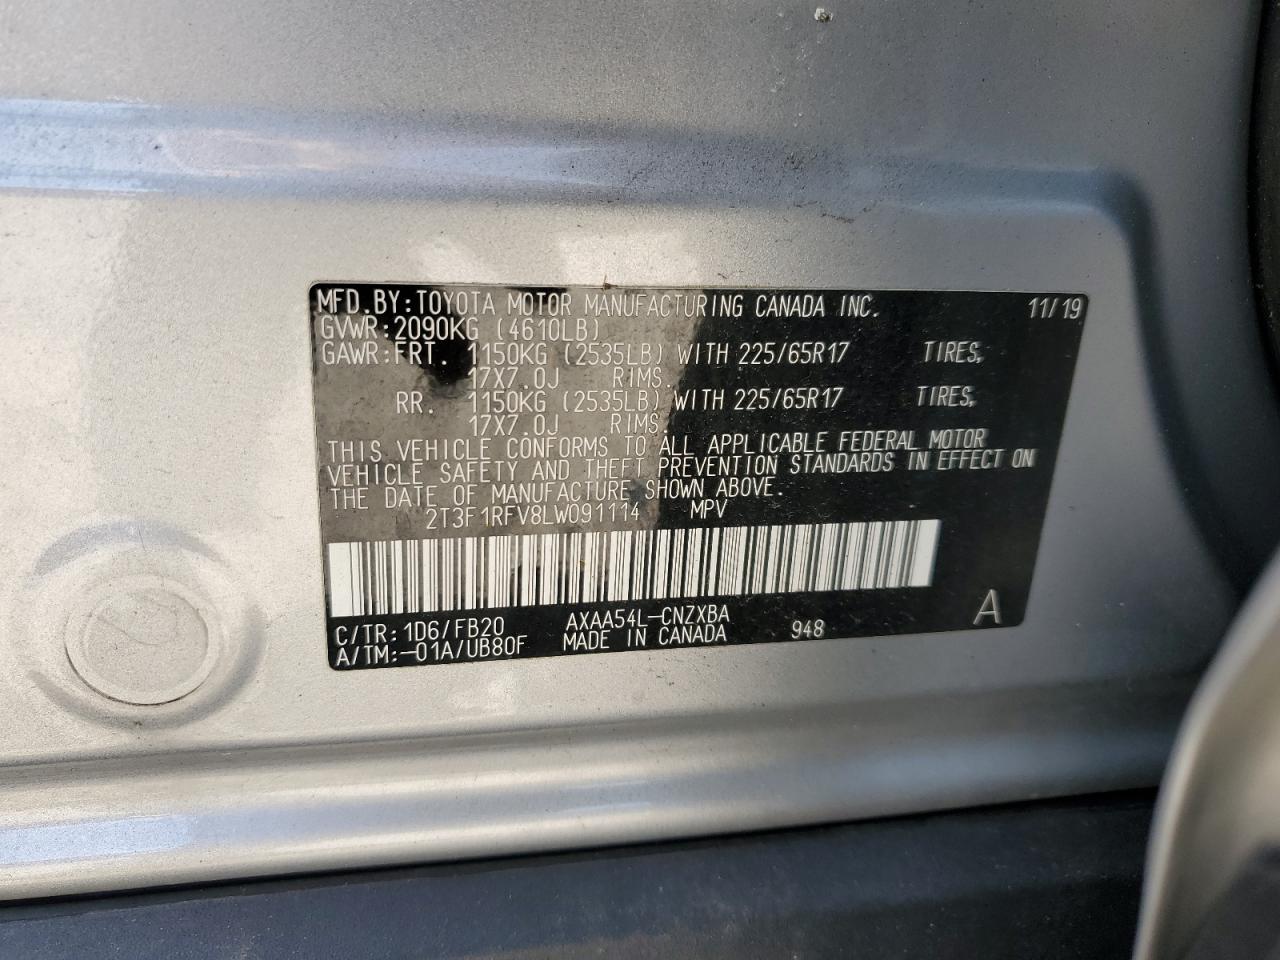 MFD.BY:TOYOTA MOTOR MANUFACTURING CANADA INC. 11/19
GVWR:2090KG (4610LB)
GAWR:FRT. 1150KG (2535LB) WITH 225/65R17 TIRES,
17X7.0J RIMS.
RR. 1150KG (2535LB) WITH 225/65R17 TIRES,
17X7.0J RIMS.
THIS VEHICLE CONFORMS TO ALL APPLICABLE FEDERAL MOTOR
VEHICLE SAFETY AND THEFT PREVENTION STANDARDS IN EFFECT ON
THE DATE OF MANUFACTURE SHOWN ABOVE.
2T3F1RFV8LW091114 MPV
C/TR:1D6/FB20 AXAA54L-CNZXBA A
A/TM:-01A/UB80F MADE IN CANADA 948